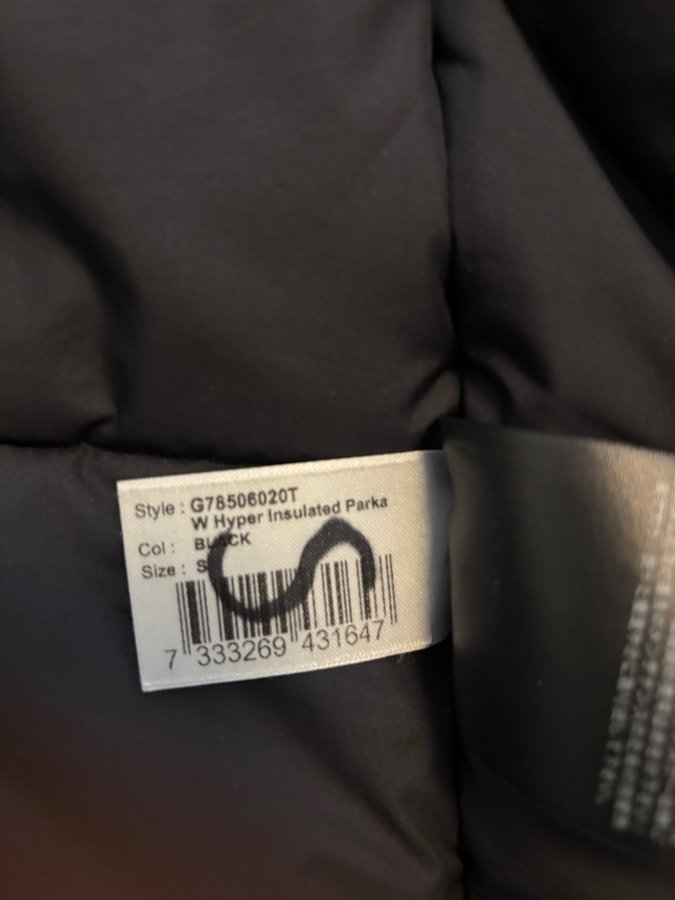 Style : G78506020T
W Hyper Insulated Parka
Col : BLACK
Size : S
7 333269 431647